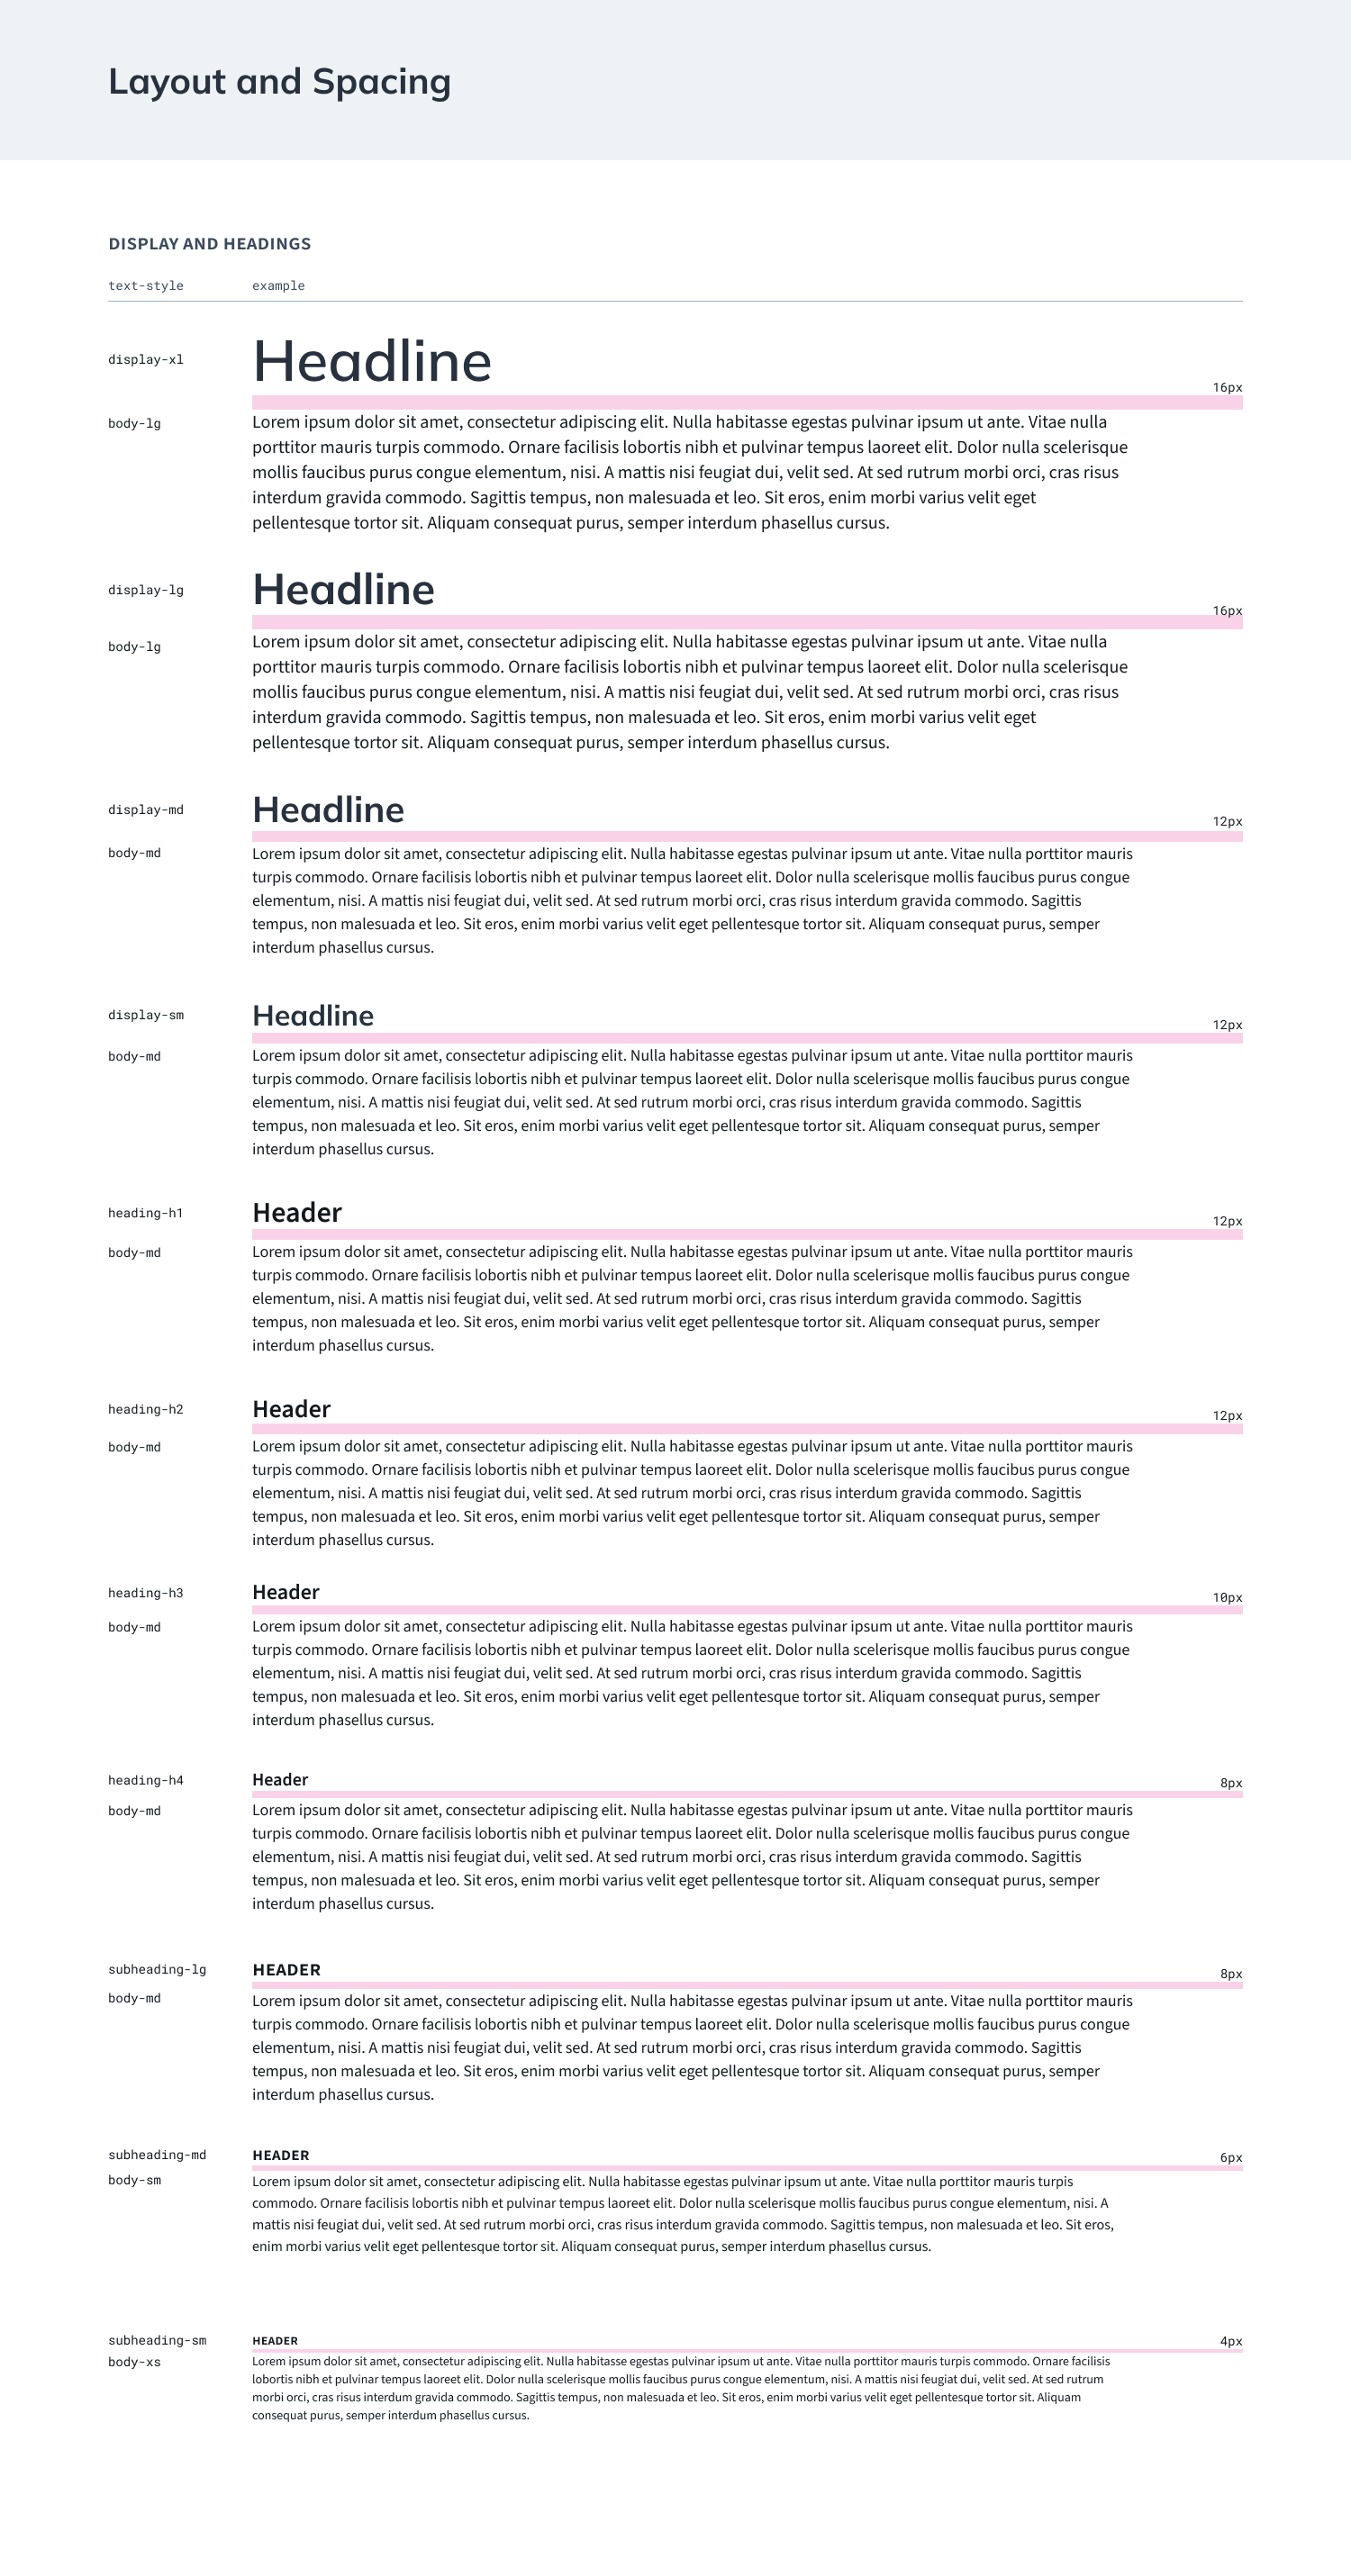 Layout and Spacing
DISPLAY AND HEADINGS
text-style example
display-xl Headline
16px
body-lg Lorem ipsum dolor sit amet, consectetur adipiscing elit. Nulla habitasse egestas pulvinar ipsum ut ante. Vitae nulla
porttitor mauris turpis commodo. Ornare facilisis lobortis nibh et pulvinar tempus laoreet elit. Dolor nulla scelerisque
mollis faucibus purus congue elementum, nisi. A mattis nisi feugiat dui, velit sed. At sed rutrum morbi orci, cras risus
interdum gravida commodo. Sagittis tempus, non malesuada et leo. Sit eros, enim morbi varius velit eget
pellentesque tortor sit. Aliquam consequat purus, semper interdum phasellus cursus.
display-lg Headline
16px
body-lg Lorem ipsum dolor sit amet, consectetur adipiscing elit. Nulla habitasse egestas pulvinar ipsum ut ante. Vitae nulla
porttitor mauris turpis commodo. Ornare facilisis lobortis nibh et pulvinar tempus laoreet elit. Dolor nulla scelerisque
mollis faucibus purus congue elementum, nisi. A mattis nisi feugiat dui, velit sed. At sed rutrum morbi orci, cras risus
interdum gravida commodo. Sagittis tempus, non malesuada et leo. Sit eros, enim morbi varius velit eget
pellentesque tortor sit. Aliquam consequat purus, semper interdum phasellus cursus.
display-md Headline
12px
body-md Lorem ipsum dolor sit amet, consectetur adipiscing elit. Nulla habitasse egestas pulvinar ipsum ut ante. Vitae nulla porttitor mauris
turpis commodo. Ornare facilisis lobortis nibh et pulvinar tempus laoreet elit. Dolor nulla scelerisque mollis faucibus purus congue
elementum, nisi. A mattis nisi feugiat dui, velit sed. At sed rutrum morbi orci, cras risus interdum gravida commodo. Sagittis
tempus, non malesuada et leo. Sit eros, enim morbi varius velit eget pellentesque tortor sit. Aliquam consequat purus, semper
interdum phasellus cursus.
display-sm Headline
12px
body-md Lorem ipsum dolor sit amet, consectetur adipiscing elit. Nulla habitasse egestas pulvinar ipsum ut ante. Vitae nulla porttitor mauris
turpis commodo. Ornare facilisis lobortis nibh et pulvinar tempus laoreet elit. Dolor nulla scelerisque mollis faucibus purus congue
elementum, nisi. A mattis nisi feugiat dui, velit sed. At sed rutrum morbi orci, cras risus interdum gravida commodo. Sagittis
tempus, non malesuada et leo. Sit eros, enim morbi varius velit eget pellentesque tortor sit. Aliquam consequat purus, semper
interdum phasellus cursus.
heading-h1 Header
12px
body-md Lorem ipsum dolor sit amet, consectetur adipiscing elit. Nulla habitasse egestas pulvinar ipsum ut ante. Vitae nulla porttitor mauris
turpis commodo. Ornare facilisis lobortis nibh et pulvinar tempus laoreet elit. Dolor nulla scelerisque mollis faucibus purus congue
elementum, nisi. A mattis nisi feugiat dui, velit sed. At sed rutrum morbi orci, cras risus interdum gravida commodo. Sagittis
tempus, non malesuada et leo. Sit eros, enim morbi varius velit eget pellentesque tortor sit. Aliquam consequat purus, semper
interdum phasellus cursus.
heading-h2 Header
12px
body-md Lorem ipsum dolor sit amet, consectetur adipiscing elit. Nulla habitasse egestas pulvinar ipsum ut ante. Vitae nulla porttitor mauris
turpis commodo. Ornare facilisis lobortis nibh et pulvinar tempus laoreet elit. Dolor nulla scelerisque mollis faucibus purus congue
elementum, nisi. A mattis nisi feugiat dui, velit sed. At sed rutrum morbi orci, cras risus interdum gravida commodo. Sagittis
tempus, non malesuada et leo. Sit eros, enim morbi varius velit eget pellentesque tortor sit. Aliquam consequat purus, semper
interdum phasellus cursus.
heading-h3 Header
10px
body-md Lorem ipsum dolor sit amet, consectetur adipiscing elit. Nulla habitasse egestas pulvinar ipsum ut ante. Vitae nulla porttitor mauris
turpis commodo. Ornare facilisis lobortis nibh et pulvinar tempus laoreet elit. Dolor nulla scelerisque mollis faucibus purus congue
elementum, nisi. A mattis nisi feugiat dui, velit sed. At sed rutrum morbi orci, cras risus interdum gravida commodo. Sagittis
tempus, non malesuada et leo. Sit eros, enim morbi varius velit eget pellentesque tortor sit. Aliquam consequat purus, semper
interdum phasellus cursus.
heading-h4 Header
8px
body-md Lorem ipsum dolor sit amet, consectetur adipiscing elit. Nulla habitasse egestas pulvinar ipsum ut ante. Vitae nulla porttitor mauris
turpis commodo. Ornare facilisis lobortis nibh et pulvinar tempus laoreet elit. Dolor nulla scelerisque mollis faucibus purus congue
elementum, nisi. A mattis nisi feugiat dui, velit sed. At sed rutrum morbi orci, cras risus interdum gravida commodo. Sagittis
tempus, non malesuada et leo. Sit eros, enim morbi varius velit eget pellentesque tortor sit. Aliquam consequat purus, semper
interdum phasellus cursus.
subheading-lg HEADER
8px
body-md Lorem ipsum dolor sit amet, consectetur adipiscing elit. Nulla habitasse egestas pulvinar ipsum ut ante. Vitae nulla porttitor mauris
turpis commodo. Ornare facilisis lobortis nibh et pulvinar tempus laoreet elit. Dolor nulla scelerisque mollis faucibus purus congue
elementum, nisi. A mattis nisi feugiat dui, velit sed. At sed rutrum morbi orci, cras risus interdum gravida commodo. Sagittis
tempus, non malesuada et leo. Sit eros, enim morbi varius velit eget pellentesque tortor sit. Aliquam consequat purus, semper
interdum phasellus cursus.
subheading-md HEADER
6px
body-sm Lorem ipsum dolor sit amet, consectetur adipiscing elit. Nulla habitasse egestas pulvinar ipsum ut ante. Vitae nulla porttitor mauris turpis
commodo. Ornare facilisis lobortis nibh et pulvinar tempus laoreet elit. Dolor nulla scelerisque mollis faucibus purus congue elementum, nisi. A
mattis nisi feugiat dui, velit sed. At sed rutrum morbi orci, cras risus interdum gravida commodo. Sagittis tempus, non malesuada et leo. Sit eros,
enim morbi varius velit eget pellentesque tortor sit. Aliquam consequat purus, semper interdum phasellus cursus.
subheading-sm HEADER 4px
body-xs Lorem ipsum dolor sit amet, consectetur adipiscing elit. Nulla habitasse egestas pulvinar ipsum ut ante. Vitae nulla porttitor mauris turpis commodo. Ornare facilisis
lobortis nibh et pulvinar tempus laoreet elit. Dolor nulla scelerisque mollis faucibus purus congue elementum, nisi. A mattis nisi feugiat dui, velit sed. At sed rutrum
morbi orci, cras risus interdum gravida commodo. Sagittis tempus, non malesuada et leo. Sit eros, enim morbi varius velit eget pellentesque tortor sit. Aliquam
consequat purus, semper interdum phasellus cursus.